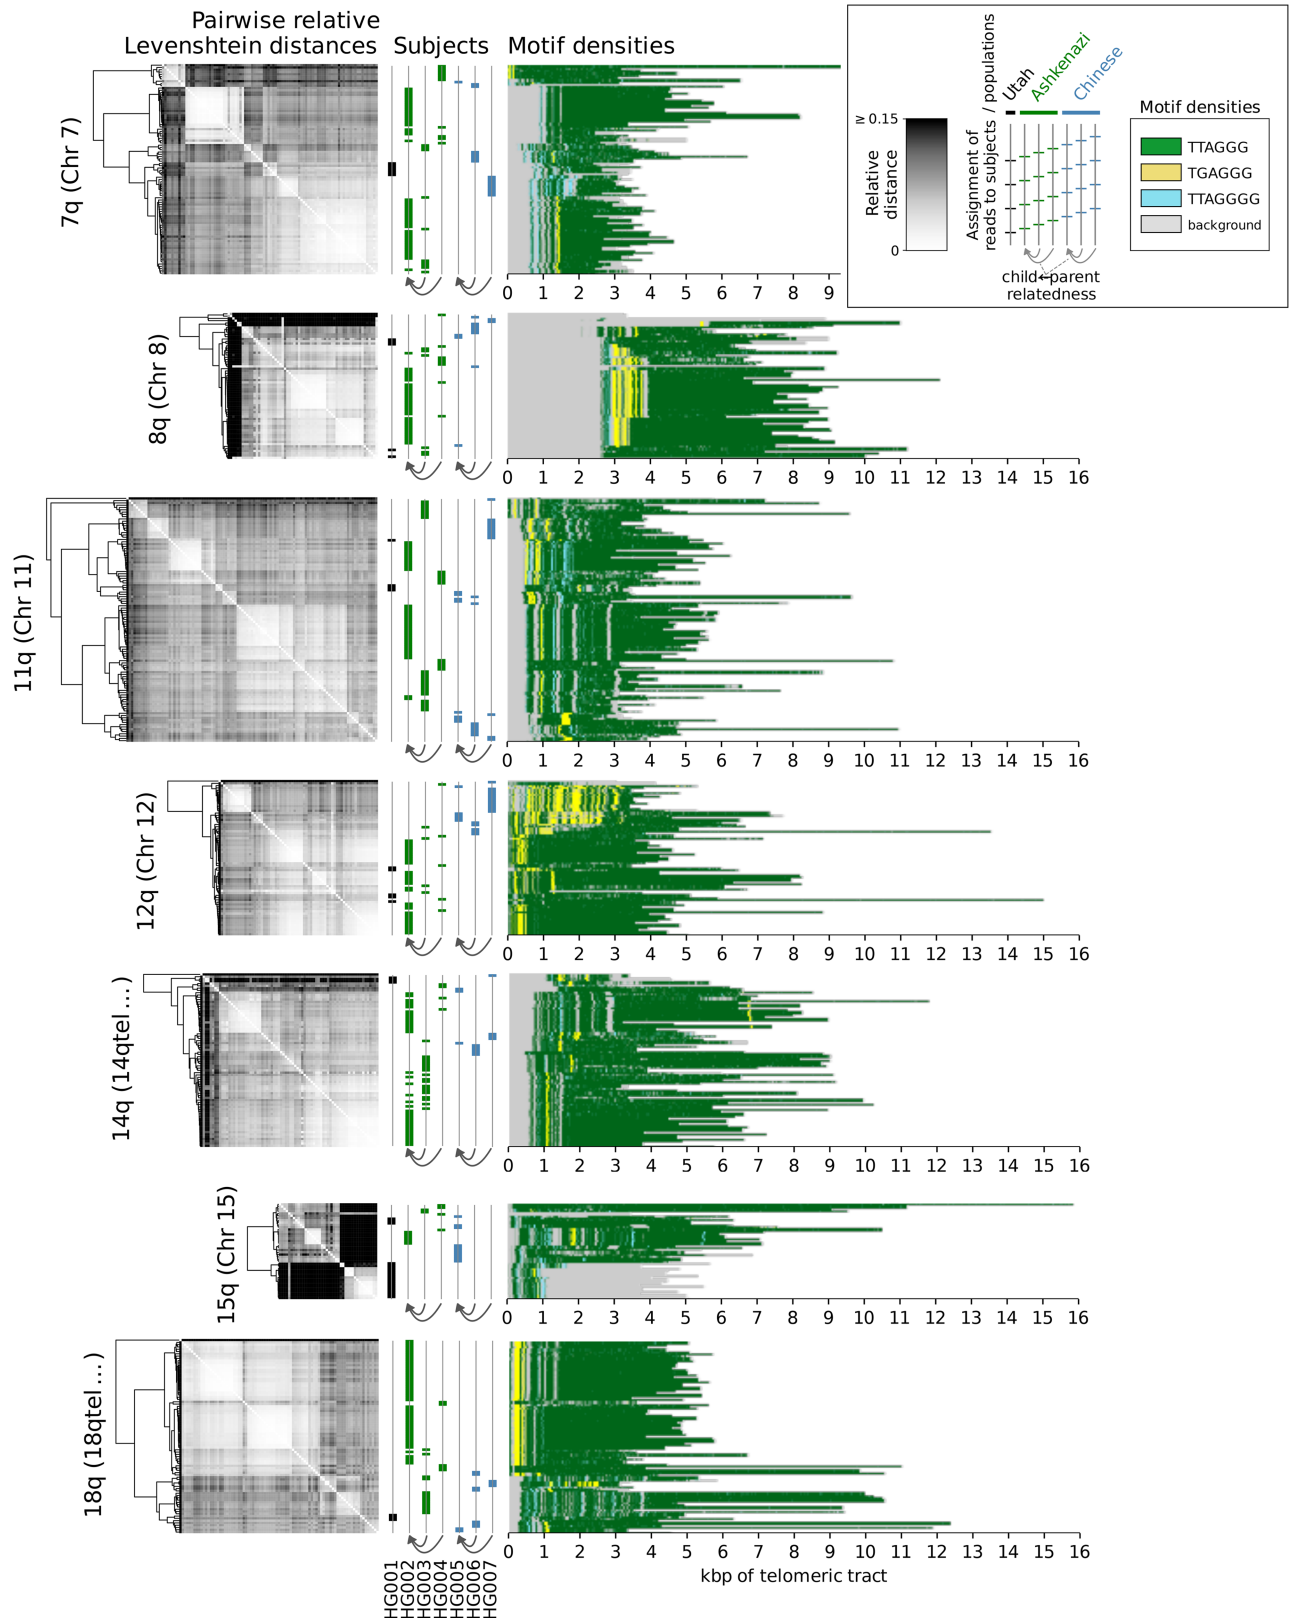 Pairwise relative
Levenshtein distances
Subjects
Motif densities
≥ 0.15
Relative
distance
0
Assignment of
reads to subjects / populations
Utah
Ashkenazi
Chinese
child←parent
relatedness
Motif densities
TTAGGG
TGAGGG
TTAGGGG
background
7q (Chr 7)
0 1 2 3 4 5 6 7 8 9
8q (Chr 8)
0 1 2 3 4 5 6 7 8 9 10 11 12 13 14 15 16
11q (Chr 11)
0 1 2 3 4 5 6 7 8 9 10 11 12 13 14 15 16
12q (Chr 12)
0 1 2 3 4 5 6 7 8 9 10 11 12 13 14 15 16
14q (14qtel...)
0 1 2 3 4 5 6 7 8 9 10 11 12 13 14 15 16
15q (Chr 15)
0 1 2 3 4 5 6 7 8 9 10 11 12 13 14 15 16
18q (18qtel...)
0 1 2 3 4 5 6 7 8 9 10 11 12 13 14 15 16
HG001
HG002
HG003
HG004
HG005
HG006
HG007
kbp of telomeric tract